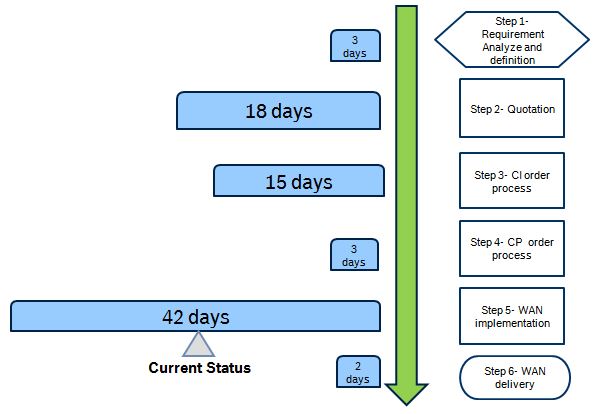 3
days
Step 1-
Requirement
Analyze and
definition
18 days
Step 2- Quotation
15 days
Step 3- CI order
process
3
days
Step 4- CP order
process
42 days
Step 5- WAN
implementation
Current Status
2
days
Step 6- WAN
delivery